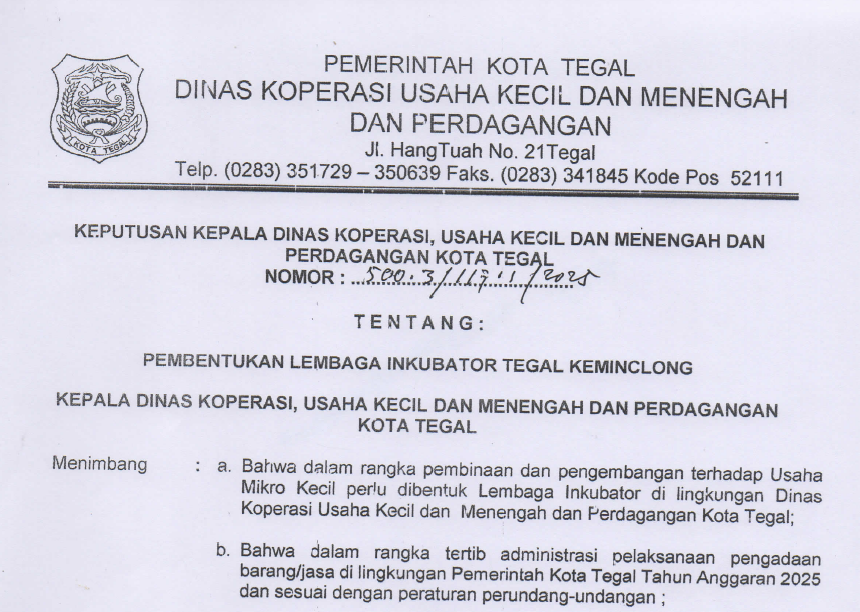 PEMERINTAH KOTA TEGAL
DINAS KOPERASI USAHA KECIL DAN MENENGAH
DAN PERDAGANGAN
Jl. HangTuah No. 21Tegal
Telp. (0283) 351729 – 350639 Faks. (0283) 341845 Kode Pos 52111
KOTA TEGAL
KEPUTUSAN KEPALA DINAS KOPERASI, USAHA KECIL DAN MENENGAH DAN
PERDAGANGAN KOTA TEGAL
NOMOR : 500.3/ /2025
T E N T A N G :
PEMBENTUKAN LEMBAGA INKUBATOR TEGAL KEMINCLONG
KEPALA DINAS KOPERASI, USAHA KECIL DAN MENENGAH DAN PERDAGANGAN
KOTA TEGAL
Menimbang : a. Bahwa dalam rangka pembinaan dan pengembangan terhadap Usaha
Mikro Kecil perlu dibentuk Lembaga Inkubator di lingkungan Dinas
Koperasi Usaha Kecil dan Menengah dan Perdagangan Kota Tegal;
b. Bahwa dalam rangka tertib administrasi pelaksanaan pengadaan
barang/jasa di lingkungan Pemerintah Kota Tegal Tahun Anggaran 2025
dan sesuai dengan peraturan perundang-undangan ;